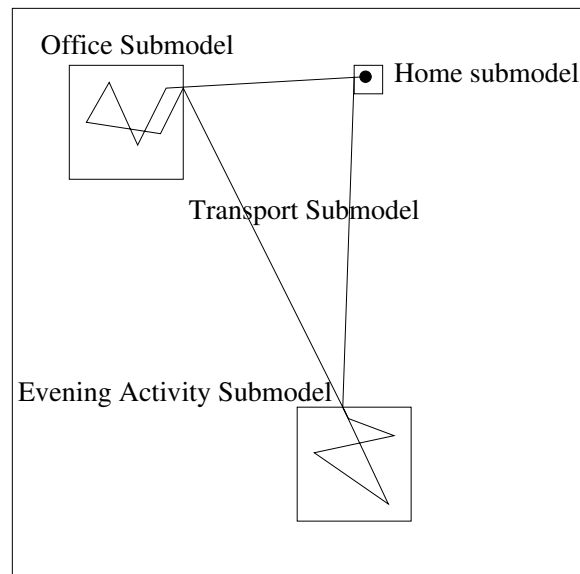 Office Submodel
Home submodel
Transport Submodel
Evening Activity Submodel